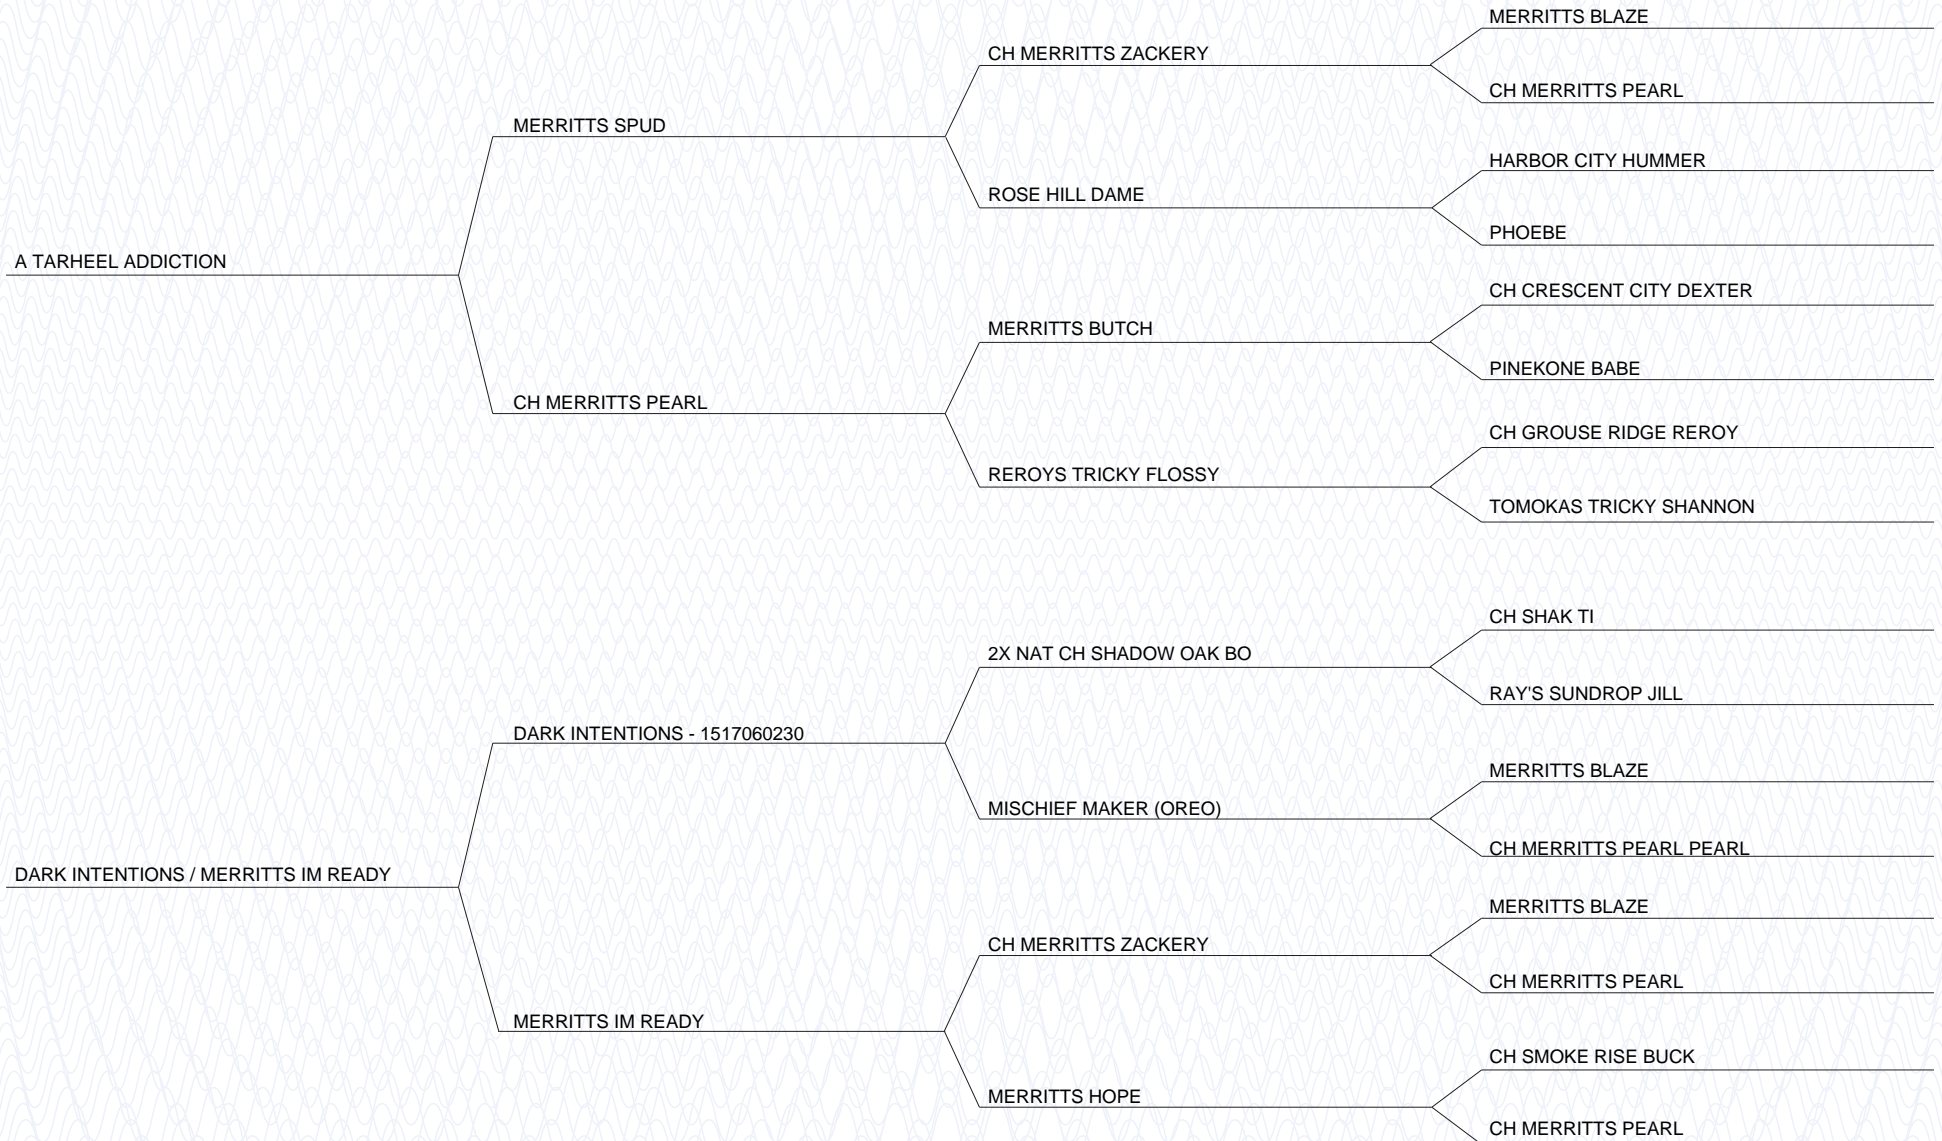 MERRITTS BLAZE
CH MERRITTS ZACKERY
CH MERRITTS PEARL
MERRITTS SPUD
HARBOR CITY HUMMER
ROSE HILL DAME
PHOEBE
A TARHEEL ADDICTION
CH CRESCENT CITY DEXTER
MERRITTS BUTCH
PINEKONE BABE
CH MERRITTS PEARL
CH GROUSE RIDGE REROY
REROYS TRICKY FLOSSY
TOMOKAS TRICKY SHANNON
CH SHAK TI
2X NAT CH SHADOW OAK BO
RAY'S SUNDROP JILL
DARK INTENTIONS - 1517060230
MERRITTS BLAZE
MISCHIEF MAKER (OREO)
CH MERRITTS PEARL PEARL
DARK INTENTIONS / MERRITTS IM READY
MERRITTS BLAZE
CH MERRITTS ZACKERY
CH MERRITTS PEARL
MERRITTS IM READY
CH SMOKE RISE BUCK
MERRITTS HOPE
CH MERRITTS PEARL